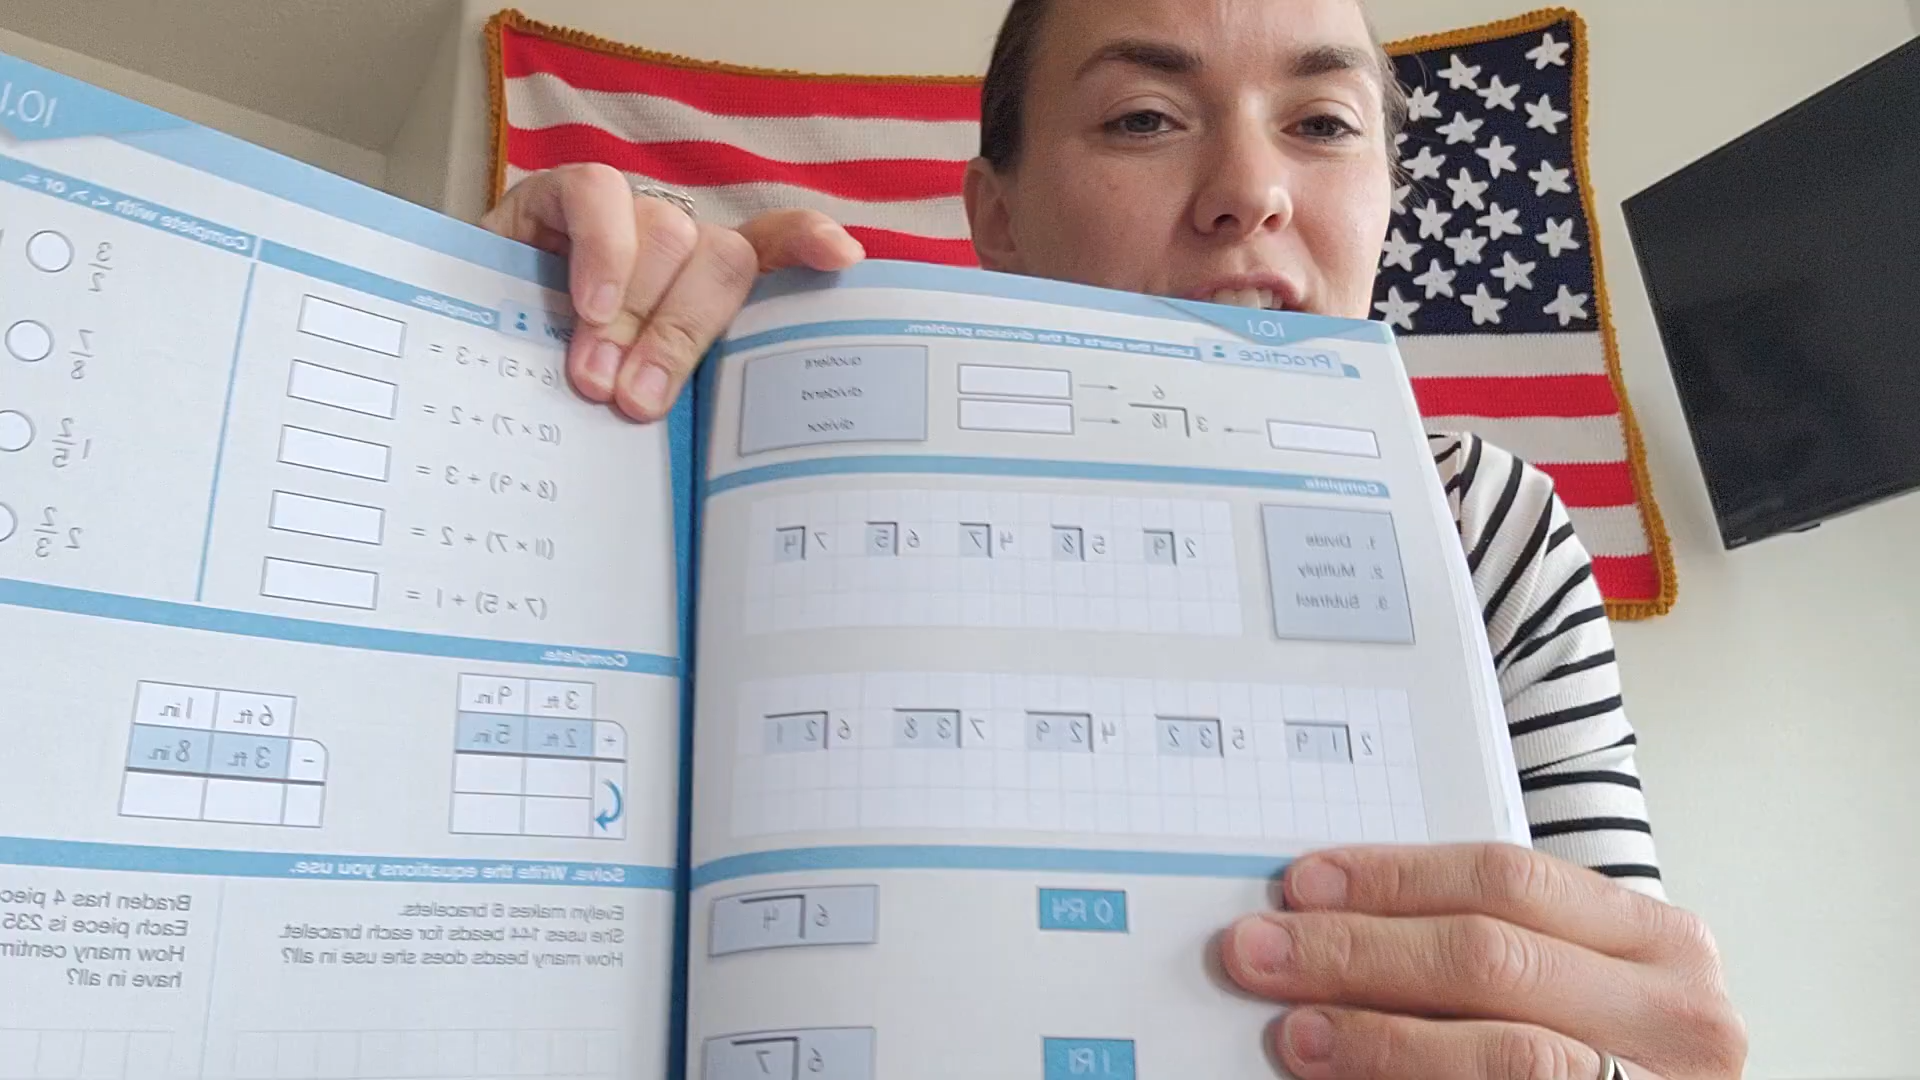 10.1
Practice
Label the parts of the division problem.
6
3 18
quotient
dividend
divisor
Complete.
1. Divide
2. Multiply
3. Subtract
2 9 5 8 4 7 6 5 7 4
2 19 5 32 4 29 7 38 6 21
0 R4 6 4
1 R1 6 7
10.1
Complete.
Complete with <, >, or =.
(6 × 5) + 3 =
(12 × 7) + 2 =
(8 × 9) + 3 =
(11 × 7) + 2 =
(7 × 5) + 1 =
3/2
7/8
1 2/5
2 2/3
Complete.
3 ft. 9 in.
+ 2 ft. 5 in.
6 ft. 1 in.
- 3 ft. 8 in.
Solve. Write the equations you use.
Evelyn makes 6 bracelets.
She uses 144 beads for each bracelet.
How many beads does she use in all?
Braden has 4
Each piece is 235
How many
have in all?